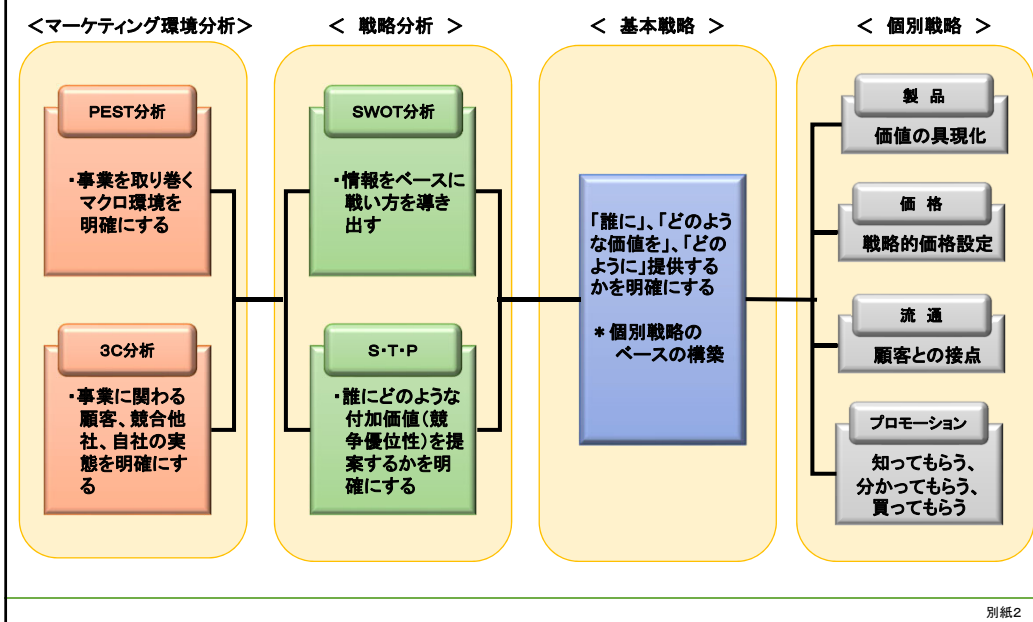 ＜マーケティング環境分析＞
＜ 戦略分析 ＞
＜ 基本戦略 ＞
＜ 個別戦略 ＞
PEST分析
・事業を取り巻く
マクロ環境を
明確にする
3C分析
・事業に関わる
顧客、競合他
社、自社の実
態を明確にす
る
SWOT分析
・情報をベースに
戦い方を導き
出す
S・T・P
・誰にどのような
付加価値（競
争優位性）を提
案するかを明
確にする
「誰に」、「どのよう
な価値を」、「どの
ように」提供する
かを明確にする
＊個別戦略の
ベースの構築
製 品
価値の具現化
価 格
戦略的価格設定
流 通
顧客との接点
プロモーション
知ってもらう、
分かってもらう、
買ってもらう
別紙2